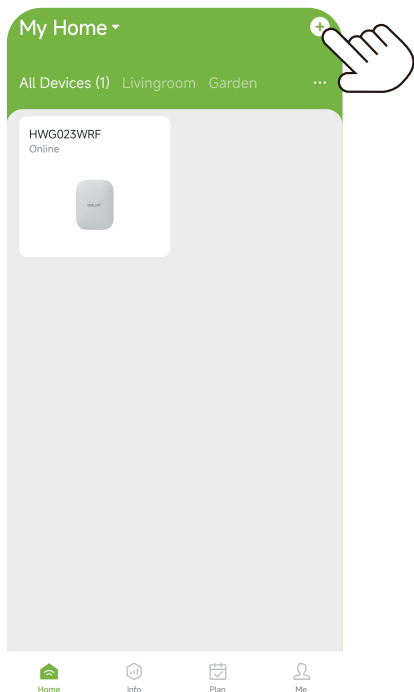 My Home
All Devices (1) Livingroom Garden
HWG023WRF
Online
Home Info Plan Me